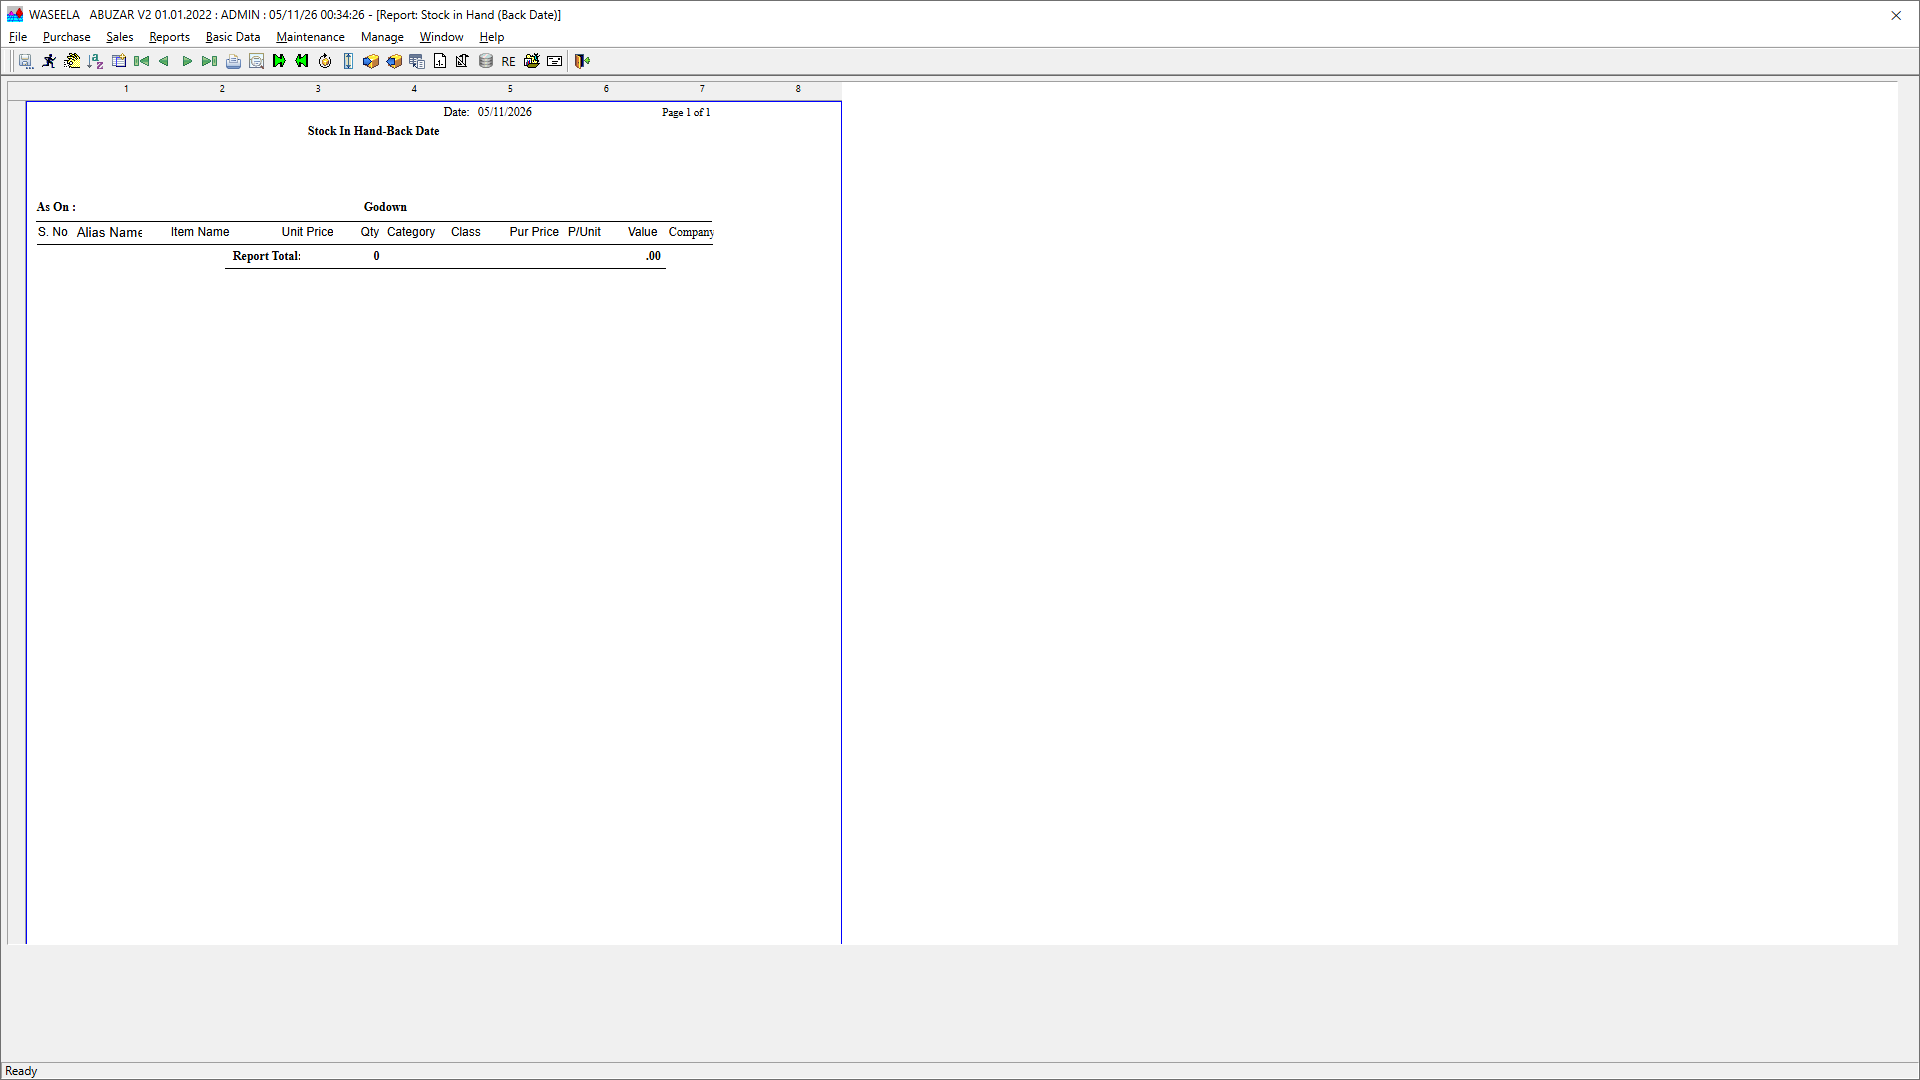 WASEELA ABUZAR V2 01.01.2022 : ADMIN : 05/11/26 00:34:26 - [Report: Stock in Hand (Back Date)]
File Purchase Sales Reports Basic Data Maintenance Manage Window Help
RE
1 2 3 4 5 6 7 8
Date: 05/11/2026 Page 1 of 1
Stock In Hand-Back Date
As On : Godown
S. No Alias Name Item Name Unit Price Qty Category Class Pur Price P/Unit Value Company
Report Total: 0 .00
Ready